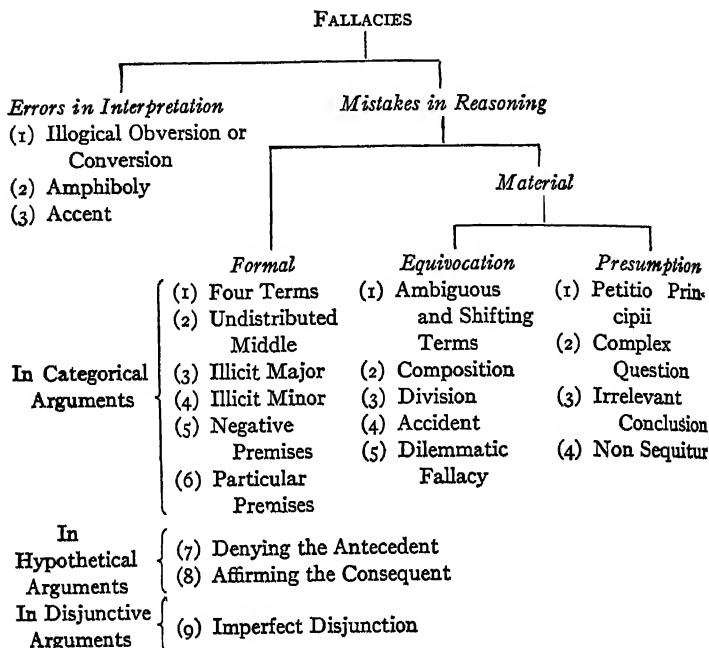 FALLACIES
Errors in Interpretation
(1) Illogical Obversion or
Conversion
(2) Amphiboly
(3) Accent
Mistakes in Reasoning
Material
Formal
Equivocation
Presumption
In Categorical
Arguments
(1) Four Terms
(2) Undistributed
Middle
(3) Illicit Major
(4) Illicit Minor
(5) Negative
Premises
(6) Particular
Premises
(1) Ambiguous
and Shifting
Terms
(2) Composition
(3) Division
(4) Accident
(5) Dilemmatic
Fallacy
(1) Petitio Prin-
cipii
(2) Complex
Question
(3) Irrelevant
Conclusion
(4) Non Sequitur
In
Hypothetical
Arguments
(7) Denying the Antecedent
(8) Affirming the Consequent
In Disjunctive
Arguments
(9) Imperfect Disjunction